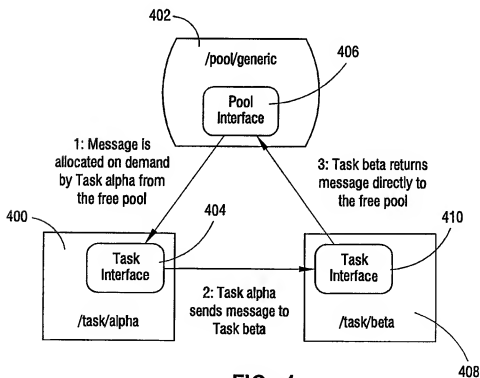 402
/pool/generic
406
Pool
Interface
1: Message is
allocated on demand
by Task alpha from
the free pool
3: Task beta returns
message directly to
the free pool
400
404
410
Task
Interface
Task
Interface
2: Task alpha
sends message to
Task beta
/task/alpha
/task/beta
408